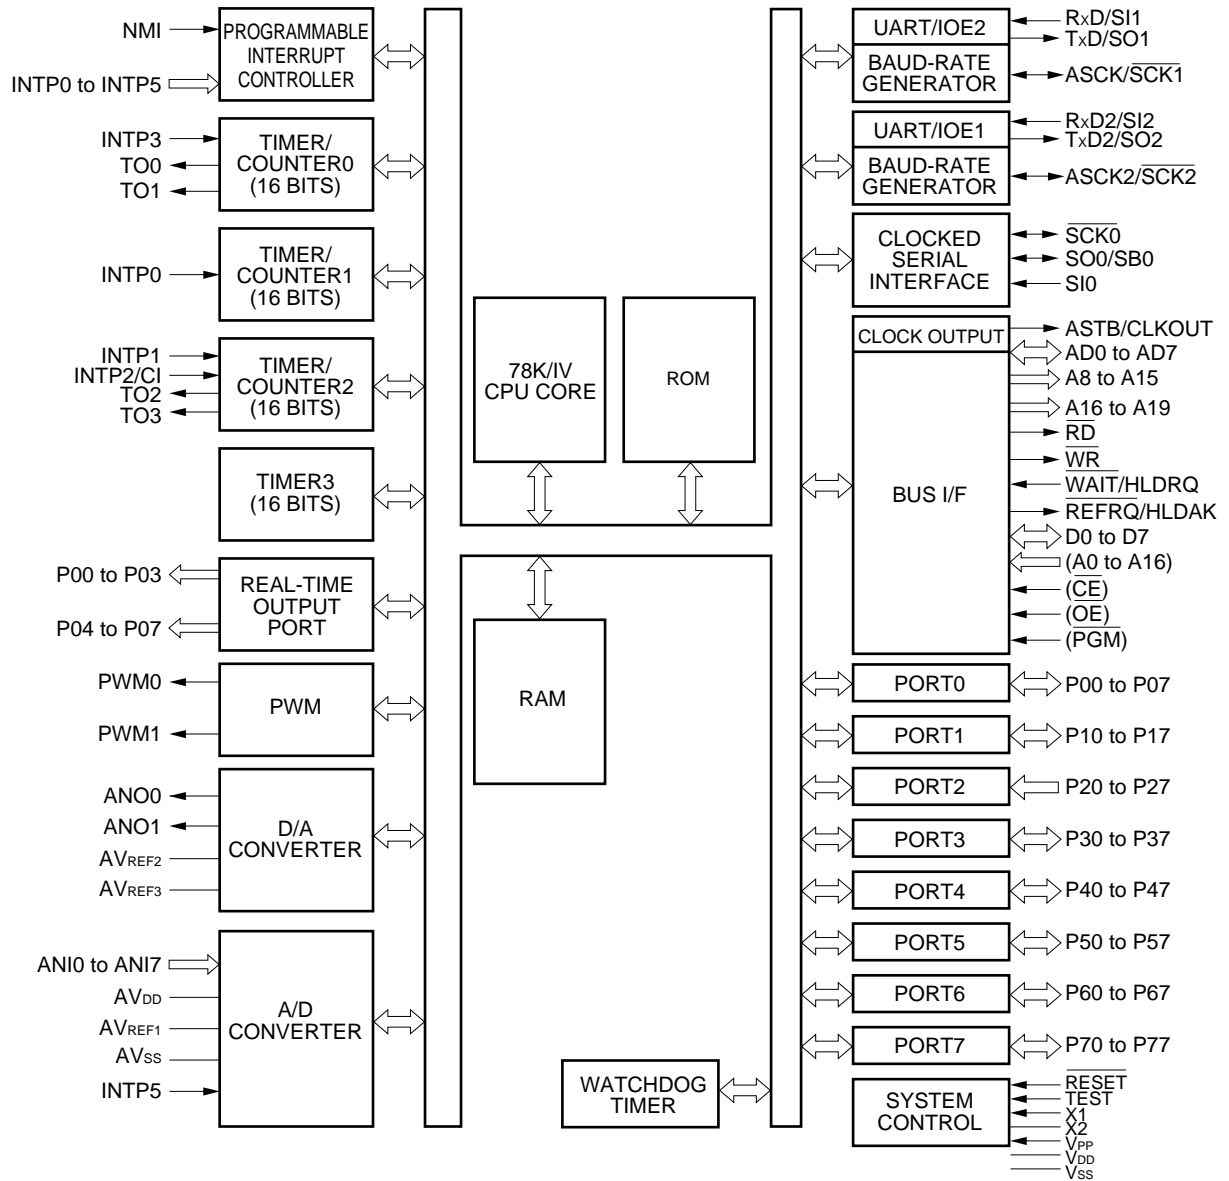 NMI
INTP0 to INTP5
PROGRAMMABLE
INTERRUPT
CONTROLLER
INTP3
TO0
TO1
TIMER/
COUNTER0
(16 BITS)
INTP0
TIMER/
COUNTER1
(16 BITS)
INTP1
INTP2/CI
TO2
TO3
TIMER/
COUNTER2
(16 BITS)
TIMER3
(16 BITS)
P00 to P03
P04 to P07
REAL-TIME
OUTPUT
PORT
PWM0
PWM1
PWM
ANO0
ANO1
AVREF2
AVREF3
D/A
CONVERTER
ANI0 to ANI7
AVDD
AVREF1
AVSS
INTP5
A/D
CONVERTER
78K/IV
CPU CORE
ROM
RAM
WATCHDOG
TIMER
UART/IOE2
BAUD-RATE
GENERATOR
RxD/SI1
TxD/SO1
ASCK/SCK1
UART/IOE1
BAUD-RATE
GENERATOR
RxD2/SI2
TxD2/SO2
ASCK2/SCK2
CLOCKED
SERIAL
INTERFACE
SCK0
SO0/SB0
SI0
CLOCK OUTPUT
BUS I/F
ASTB/CLKOUT
AD0 to AD7
A8 to A15
A16 to A19
RD
WR
WAIT/HLDRQ
REFRQ/HLDAK
D0 to D7
(A0 to A16)
(CE)
(OE)
(PGM)
PORT0
P00 to P07
PORT1
P10 to P17
PORT2
P20 to P27
PORT3
P30 to P37
PORT4
P40 to P47
PORT5
P50 to P57
PORT6
P60 to P67
PORT7
P70 to P77
SYSTEM
CONTROL
RESET
TEST
X1
X2
VPP
VDD
VSS